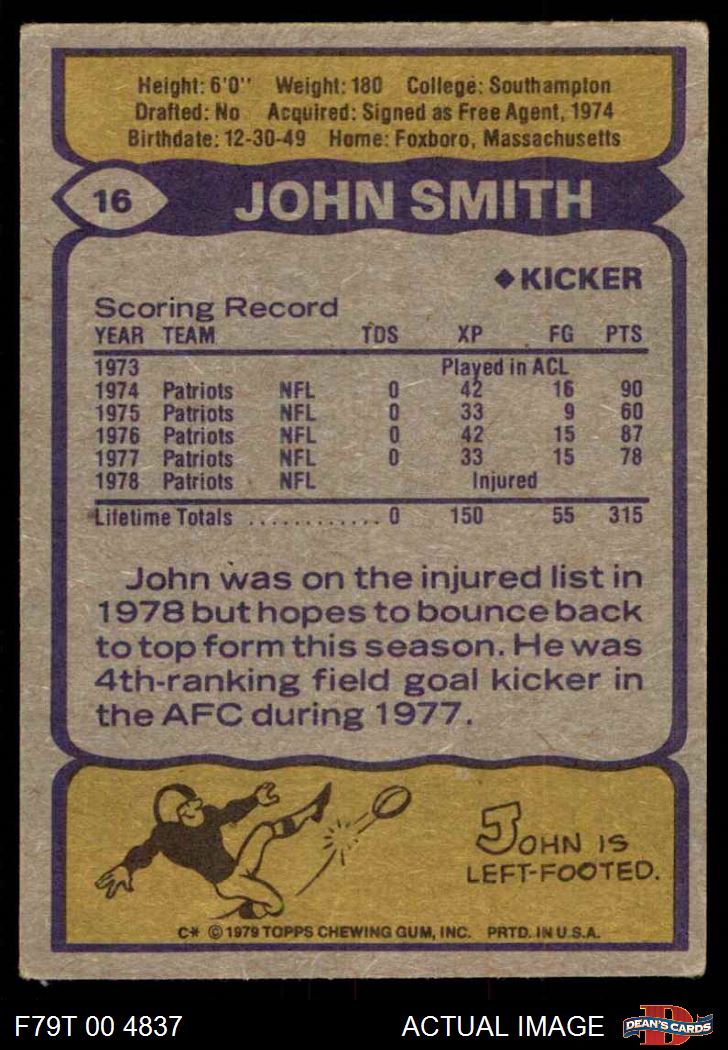 Height: 6'0" Weight: 180 College: Southampton
Drafted: No Acquired: Signed as Free Agent, 1974
Birthdate: 12-30-49 Home: Foxboro, Massachusetts
16 JOHN SMITH
◆KICKER
Scoring Record
YEAR TEAM TDS XP FG PTS
1973 Played in ACL
1974 Patriots NFL 0 42 16 90
1975 Patriots NFL 0 33 9 60
1976 Patriots NFL 0 42 15 87
1977 Patriots NFL 0 33 15 78
1978 Patriots NFL Injured
Lifetime Totals ............ 0 150 55 315
John was on the injured list in
1978 but hopes to bounce back
to top form this season. He was
4th-ranking field goal kicker in
the AFC during 1977.
JOHN IS
LEFT-FOOTED.
C* © 1979 TOPPS CHEWING GUM, INC. PRTD. IN U.S.A.
F79T 00 4837 ACTUAL IMAGE D DEAN'S CARDS